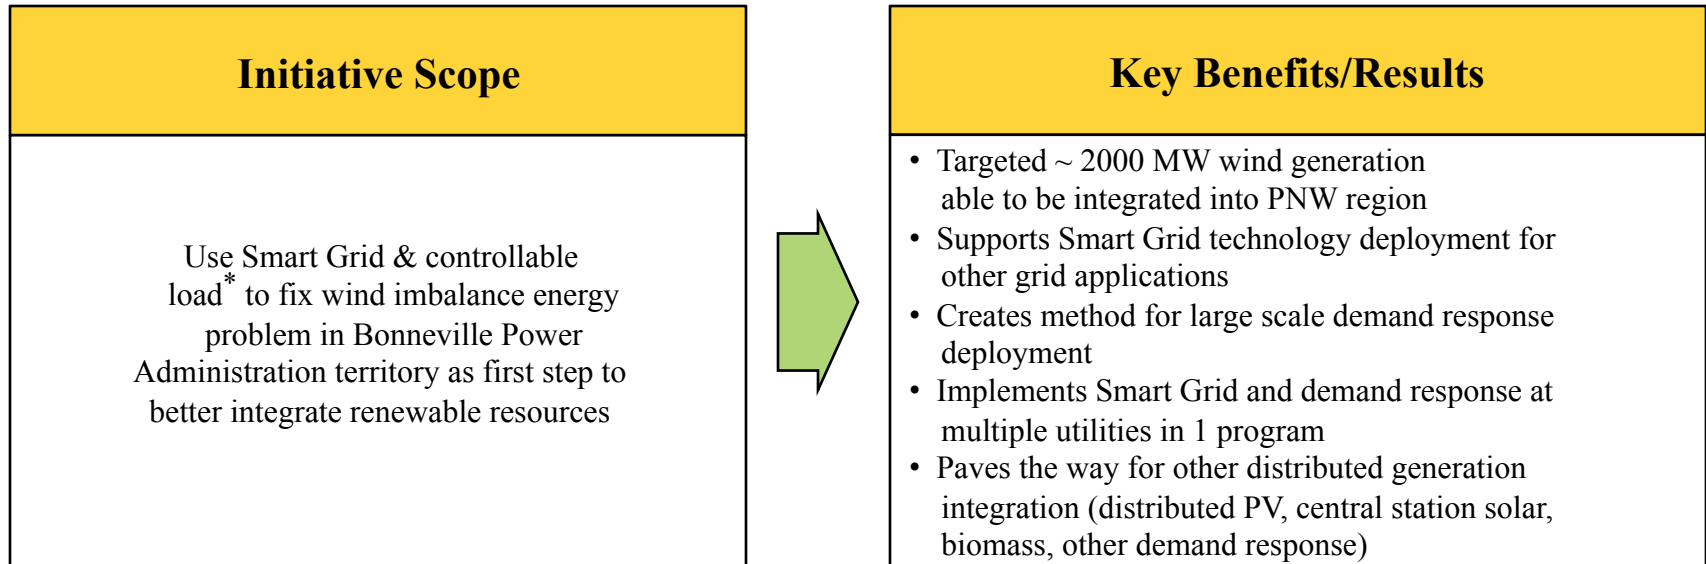 Initiative Scope
Use Smart Grid & controllable
load* to fix wind imbalance energy
problem in Bonneville Power
Administration territory as first step to
better integrate renewable resources
Key Benefits/Results
• Targeted ~ 2000 MW wind generation
able to be integrated into PNW region
• Supports Smart Grid technology deployment for
other grid applications
• Creates method for large scale demand response
deployment
• Implements Smart Grid and demand response at
multiple utilities in 1 program
• Paves the way for other distributed generation
integration (distributed PV, central station solar,
biomass, other demand response)